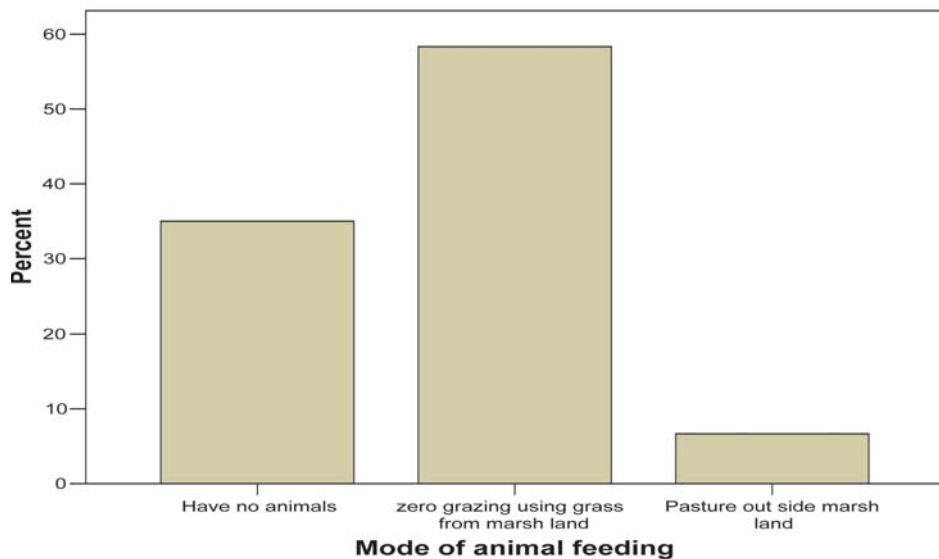 60
50
40
30
20
10
0
Percent
Have no animals
zero grazing using grass
from marsh land
Pasture out side marsh
land
Mode of animal feeding